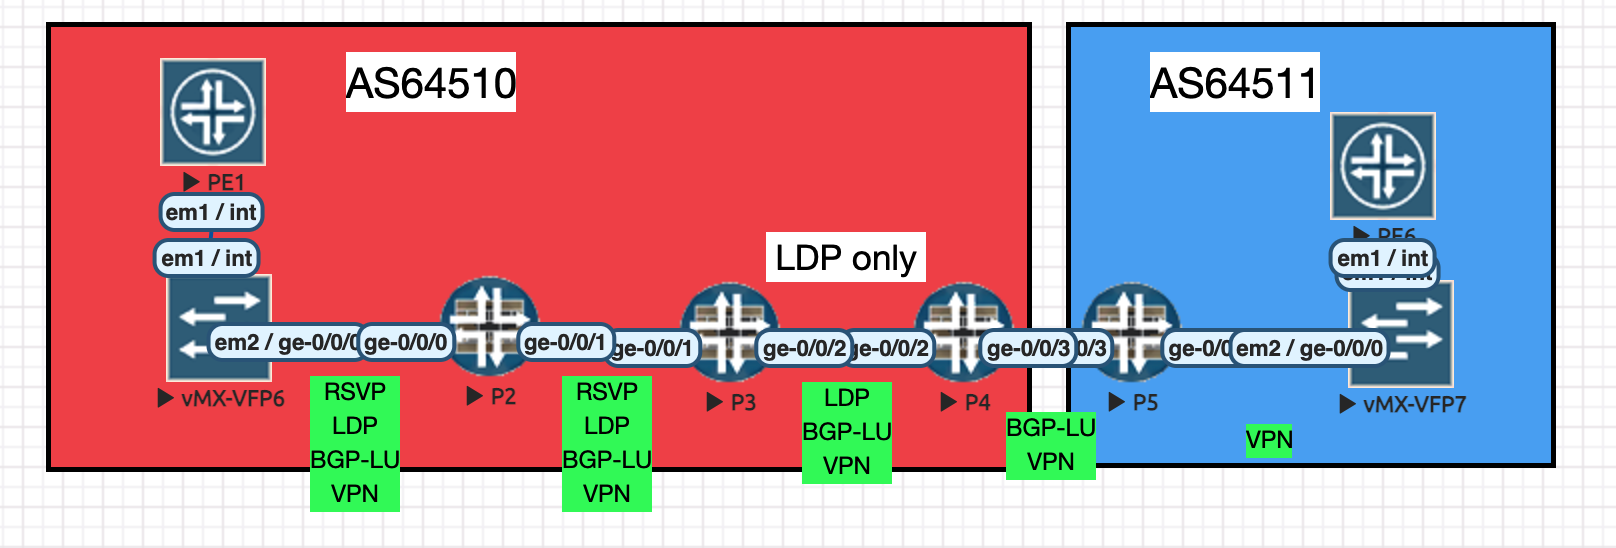 AS64510
AS64511
PE1
em1 / int
em1 / int
PE6
em1 / int
LDP only
em2 / ge-0/0/0
ge-0/0/0
ge-0/0/1
ge-0/0/1
ge-0/0/2
ge-0/0/2
ge-0/0/3
0/3
ge-0/0
em2 / ge-0/0/0
vMX-VFP6
P2
P3
P4
P5
vMX-VFP7
RSVP
LDP
BGP-LU
VPN
RSVP
LDP
BGP-LU
VPN
LDP
BGP-LU
VPN
BGP-LU
VPN
VPN